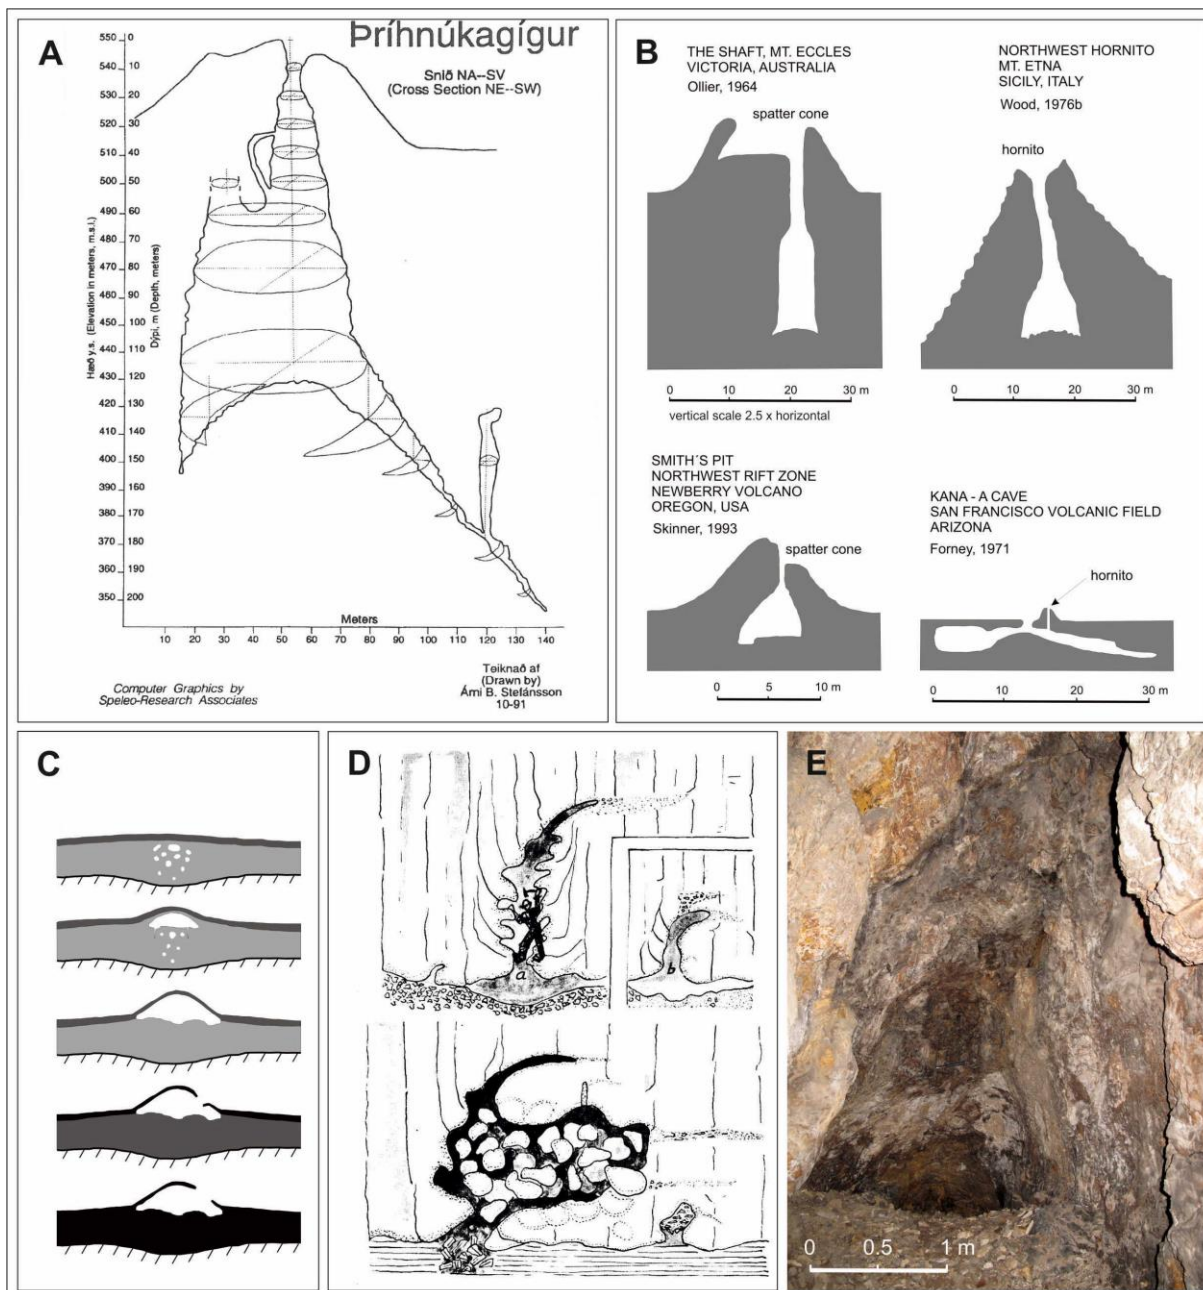 A
Þríhnúkagígur
Snið NA--SV
(Cross Section NE--SW)
Hæð y.s. (Elevation in meters, m.s.l.)
Dýpi, m (Depth, meters)
550 0
540 10
530 20
520 30
510 40
500 50
490 60
480 70
470 80
460 90
450 100
440 110
430 120
420 130
410 140
400 150
390 160
380 170
370 180
360 190
350 200
Meters
10 20 30 40 50 60 70 80 90 100 110 120 130 140
Computer Graphics by
Speleo-Research Associates
Teiknað af
(Drawn by)
Árni B. Stefánsson
10-91
B
THE SHAFT, MT. ECCLES
VICTORIA, AUSTRALIA
Ollier, 1964
spatter cone
0 10 20 30 m
vertical scale 2.5 x horizontal
NORTHWEST HORNITO
MT. ETNA
SICILY, ITALY
Wood, 1976b
hornito
0 10 20 30 m
SMITH´S PIT
NORTHWEST RIFT ZONE
NEWBERRY VOLCANO
OREGON, USA
Skinner, 1993
spatter cone
0 5 10 m
KANA - A CAVE
SAN FRANCISCO VOLCANIC FIELD
ARIZONA
Forney, 1971
hornito
0 10 20 30 m
C
D
a
b
E
0 0.5 1 m